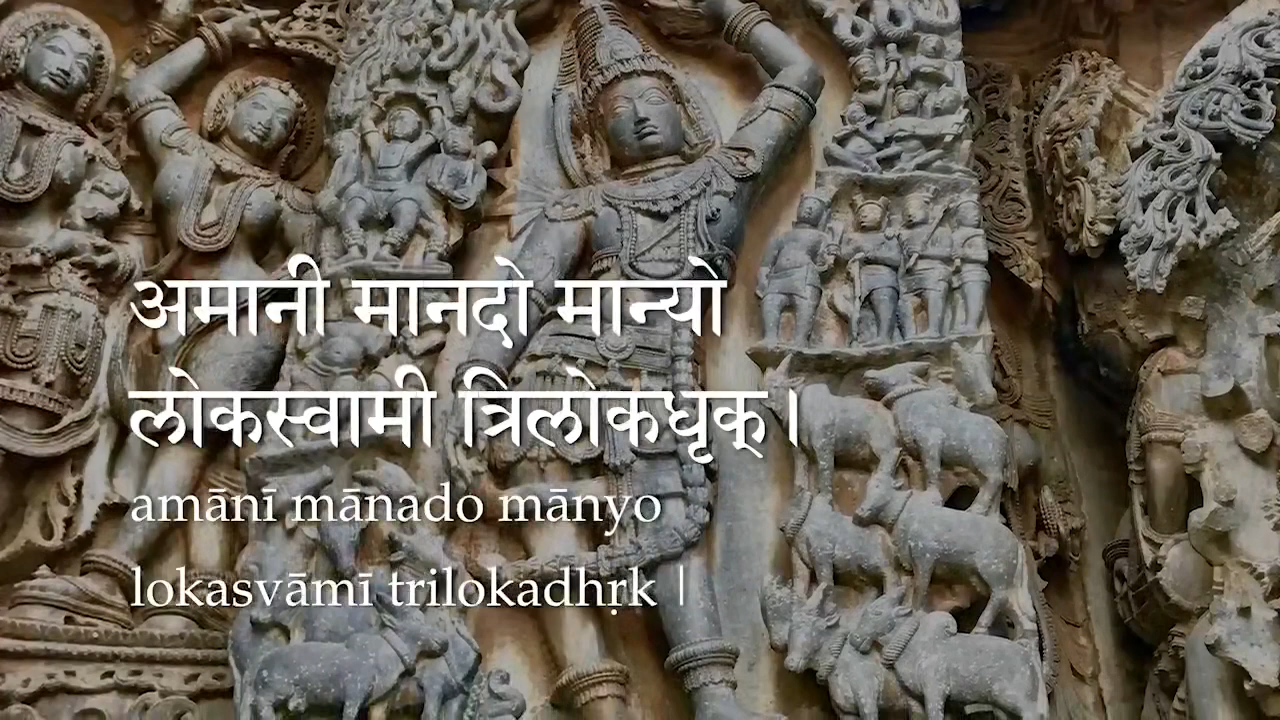 अमानी मानदो मान्यो
लोकस्वामी त्रिलोकधृक्।
amānī mānado mānyo
lokasvāmī trilokadhṛk |